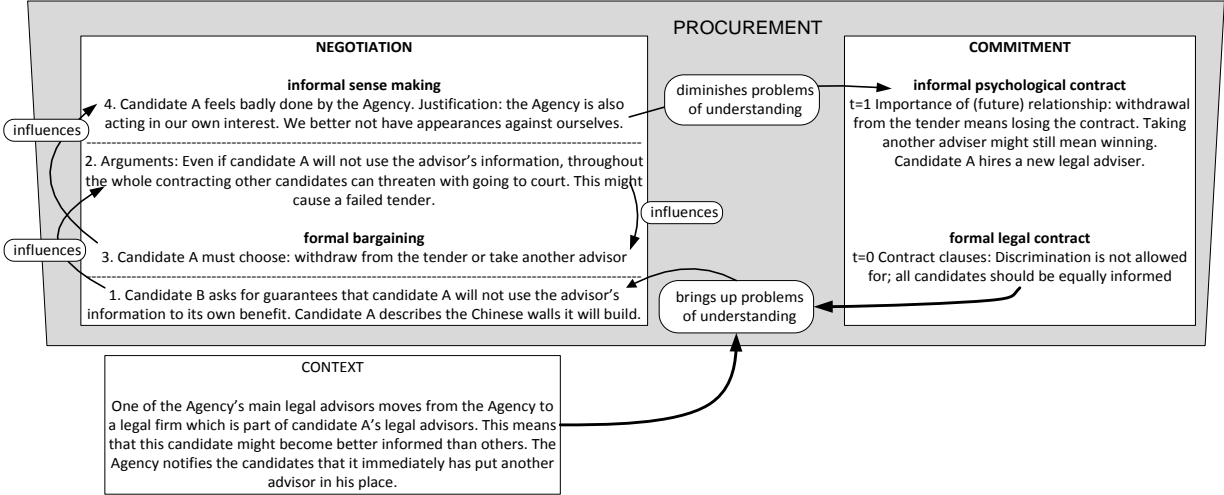 PROCUREMENT
NEGOTIATION
informal sense making
4. Candidate A feels badly done by the Agency. Justification: the Agency is also
acting in our own interest. We better not have appearances against ourselves.
2. Arguments: Even if candidate A will not use the advisor's information, throughout
the whole contracting other candidates can threaten with going to court. This might
cause a failed tender.
formal bargaining
3. Candidate A must choose: withdraw from the tender or take another advisor
1. Candidate B asks for guarantees that candidate A will not use the advisor's
information to its own benefit. Candidate A describes the Chinese walls it will build.
influences
influences
influences
diminishes problems
of understanding
brings up problems
of understanding
COMMITMENT
informal psychological contract
t=1 Importance of (future) relationship: withdrawal
from the tender means losing the contract. Taking
another adviser might still mean winning.
Candidate A hires a new legal adviser.
formal legal contract
t=0 Contract clauses: Discrimination is not allowed
for; all candidates should be equally informed
CONTEXT
One of the Agency's main legal advisors moves from the Agency to
a legal firm which is part of candidate A's legal advisors. This means
that this candidate might become better informed than others. The
Agency notifies the candidates that it immediately has put another
advisor in his place.